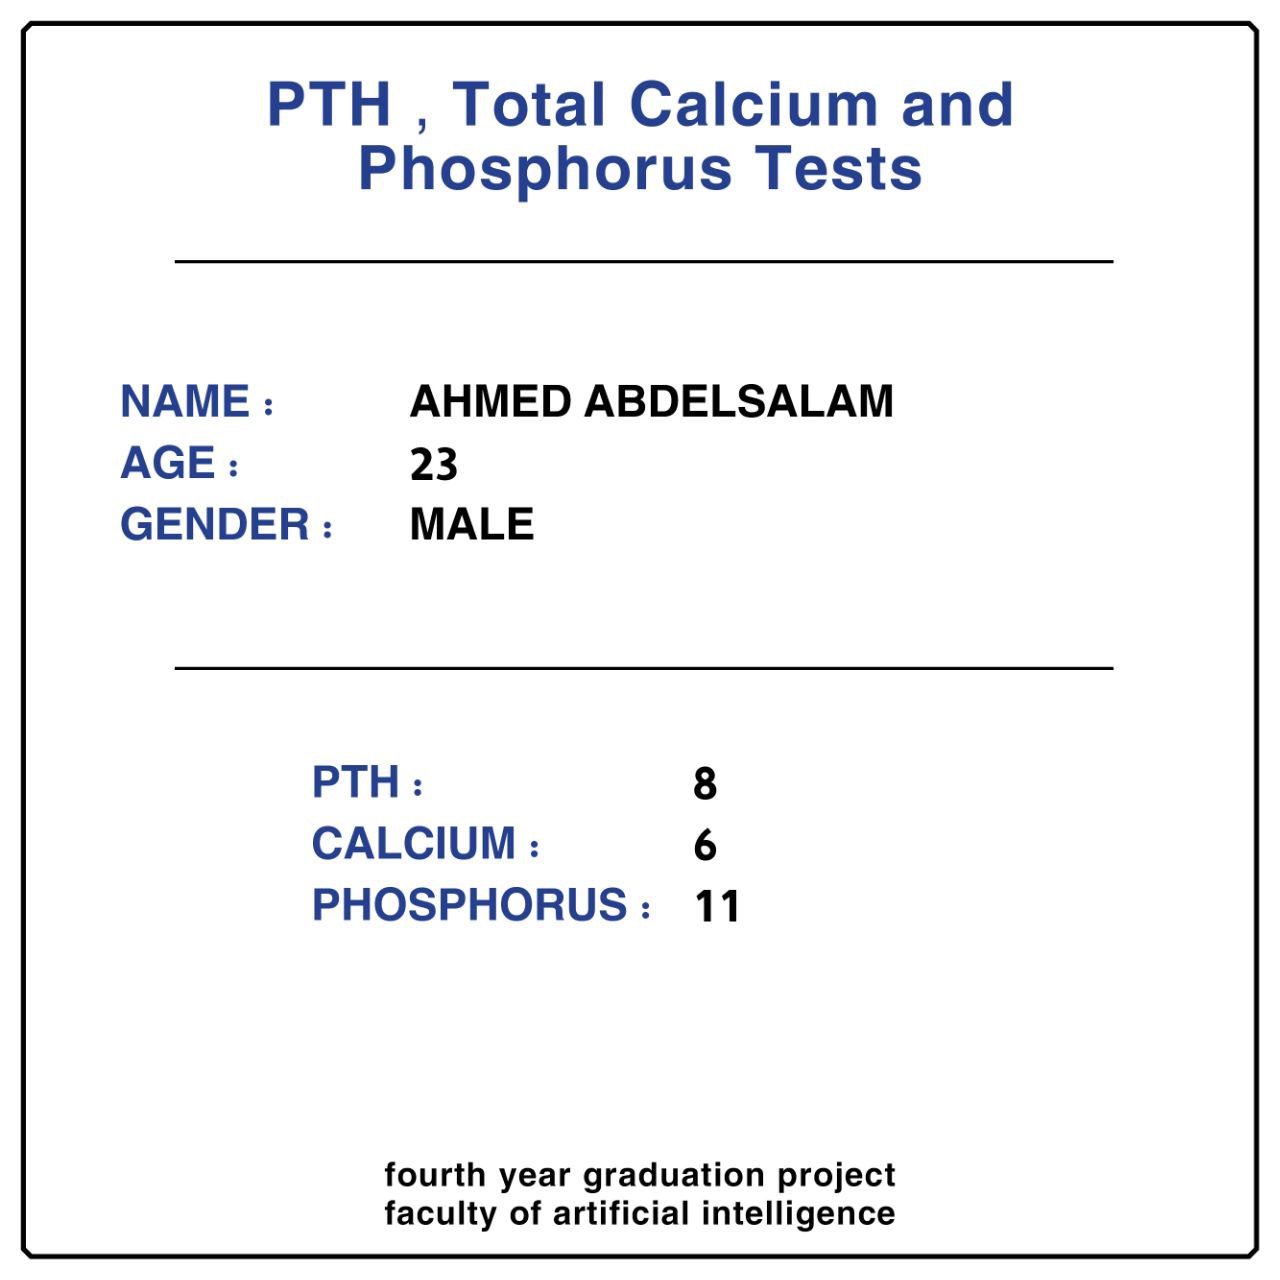 PTH , Total Calcium and
Phosphorus Tests
NAME : AHMED ABDELSALAM
AGE : 23
GENDER : MALE
PTH : 8
CALCIUM : 6
PHOSPHORUS : 11
fourth year graduation project
faculty of artificial intelligence